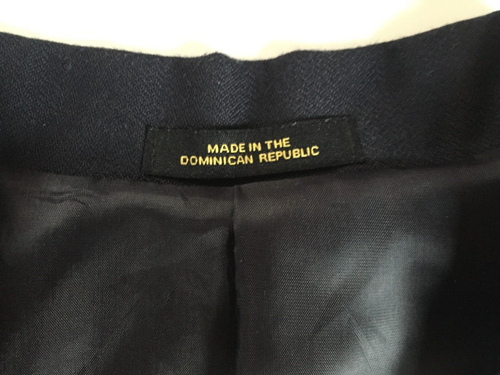 MADE IN THE
DOMINICAN REPUBLIC